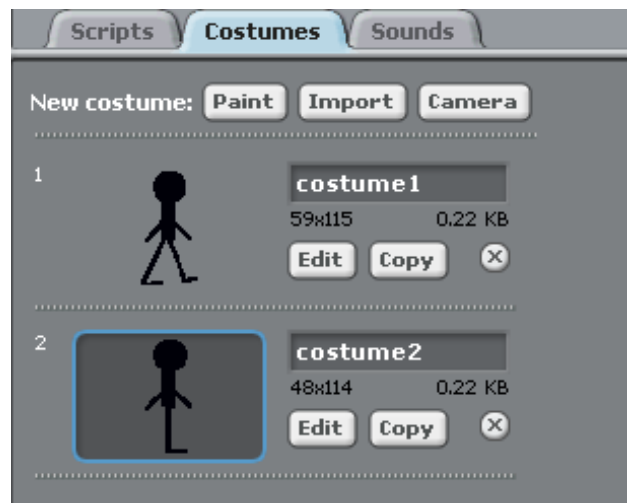 Scripts Costumes Sounds
New costume: Paint Import Camera
1
costume1
59x115 0.22 KB
Edit Copy
2
costume2
48x114 0.22 KB
Edit Copy